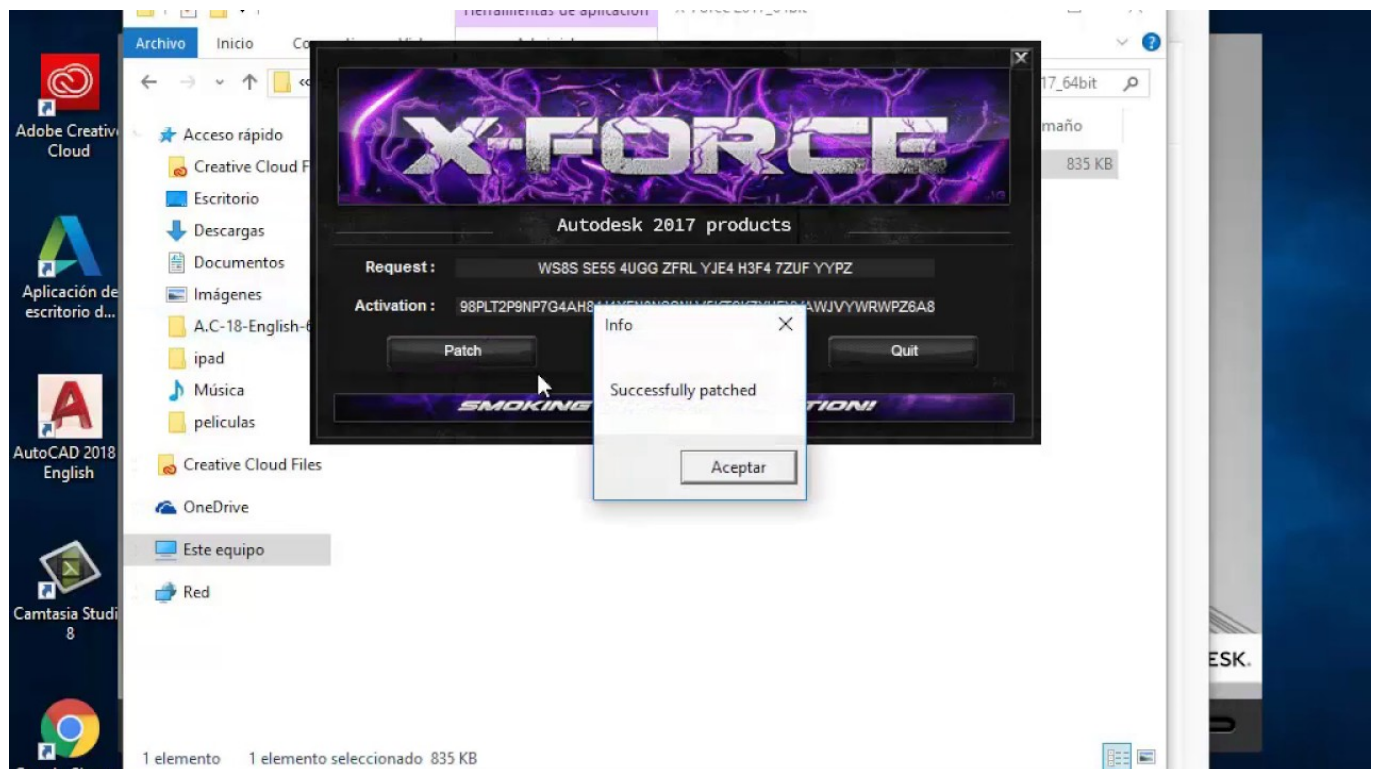 Herramientas de aplicación
Archivo
Inicio
17_64bit
Adobe Creativ
Cloud
Acceso rápido
Creative Cloud F
Escritorio
Descargas
Documentos
Imágenes
A.C-18-English-6
ipad
Música
peliculas
Creative Cloud Files
OneDrive
Este equipo
Red
maño
835 KB
X-FORCE
Autodesk 2017 products
Request :
WS8S SE55 4UGG ZFRL YJE4 H3F4 7ZUF YYPZ
Activation :
Patch
Quit
SMOKING
TION!
Info
Successfully patched
Aceptar
Aplicación de
escritorio d...
AutoCAD 2018
English
Camtasia Studi
8
ESK.
1 elemento
1 elemento seleccionado 835 KB